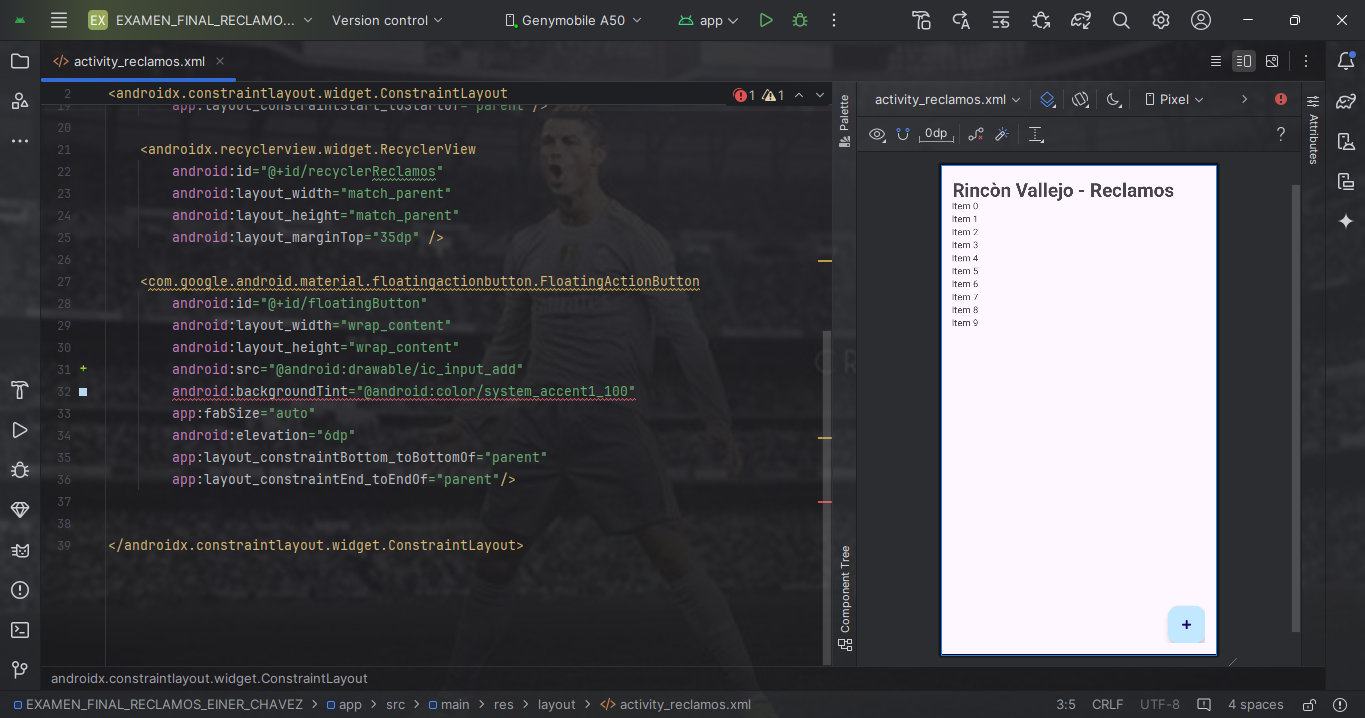 EX EXAMEN_FINAL_RECLAMO... Version control Genymobile A50 app
activity_reclamos.xml
2 <androidx.constraintlayout.widget.ConstraintLayout 1 1
19 app:layout_constraintStart_toStartOf="parent" />
20
21 <androidx.recyclerview.widget.RecyclerView
22 android:id="@+id/recyclerReclamos"
23 android:layout_width="match_parent"
24 android:layout_height="match_parent"
25 android:layout_marginTop="35dp" />
26
27 <com.google.android.material.floatingactionbutton.FloatingActionButton
28 android:id="@+id/floatingButton"
29 android:layout_width="wrap_content"
30 android:layout_height="wrap_content"
31 android:src="@android:drawable/ic_input_add"
32 android:backgroundTint="@android:color/system_accent1_100"
33 app:fabSize="auto"
34 android:elevation="6dp"
35 app:layout_constraintBottom_toBottomOf="parent"
36 app:layout_constraintEnd_toEndOf="parent"/>
37
38
39 </androidx.constraintlayout.widget.ConstraintLayout>
androidx.constraintlayout.widget.ConstraintLayout
Palette
Component Tree
activity_reclamos.xml Pixel
0dp ?
Attributes
Rincòn Vallejo - Reclamos
Item 0
Item 1
Item 2
Item 3
Item 4
Item 5
Item 6
Item 7
Item 8
Item 9
EXAMEN_FINAL_RECLAMOS_EINER_CHAVEZ > app > src > main > res > layout > activity_reclamos.xml 3:5 CRLF UTF-8 4 spaces